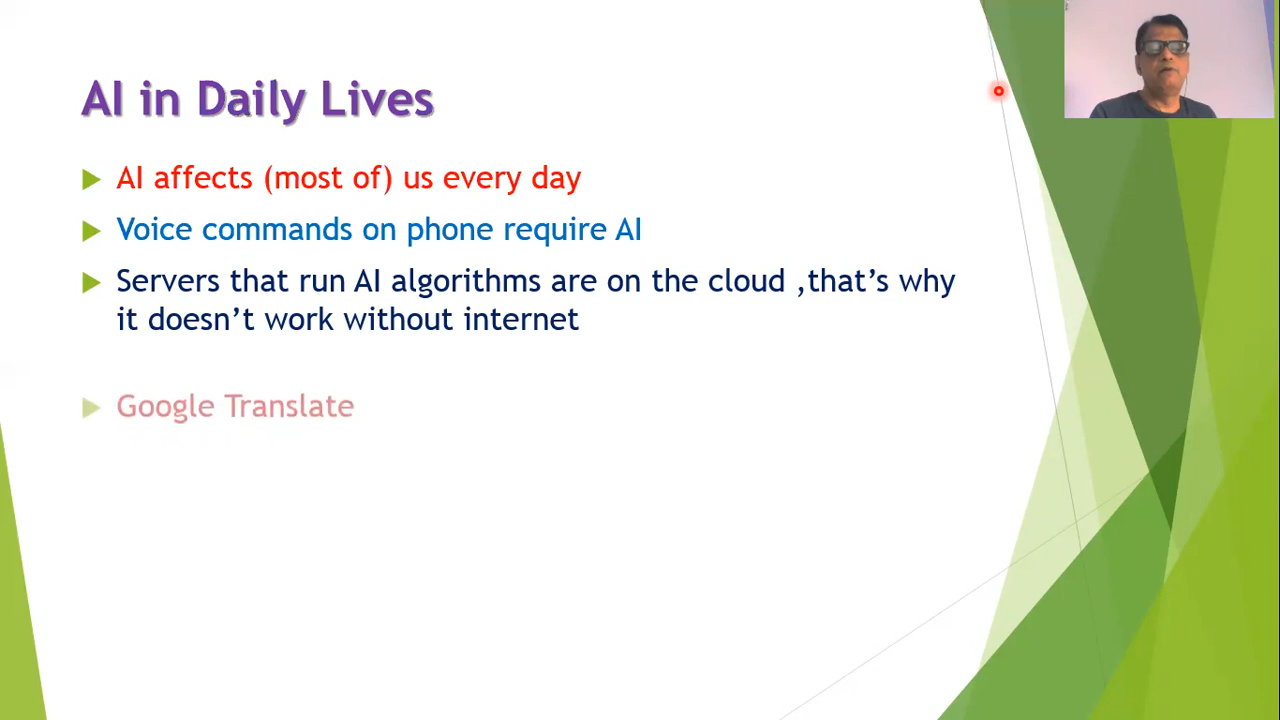 AI in Daily Lives
AI affects (most of) us every day
Voice commands on phone require AI
Servers that run AI algorithms are on the cloud ,that’s why
it doesn’t work without internet
Google Translate